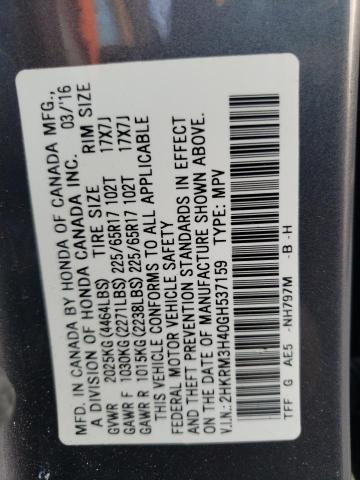 MFD. IN CANADA BY HONDA OF CANADA MFG.,
A DIVISION OF HONDA CANADA INC. 03/'16
TIRE SIZE RIM SIZE
GVWR 2025KG(4464LBS)
GAWR F 1030KG(2271LBS) 225/65R17 102T 17X7J
GAWR R 1015KG(2238LBS) 225/65R17 102T 17X7J
THIS VEHICLE CONFORMS TO ALL APPLICABLE
FEDERAL MOTOR VEHICLE SAFETY
AND THEFT PREVENTION STANDARDS IN EFFECT
ON THE DATE OF MANUFACTURE SHOWN ABOVE.
V.I.N: 2HKRM3H40GH537159 TYPE: MPV
TFF G AE5 -NH797M -B -H